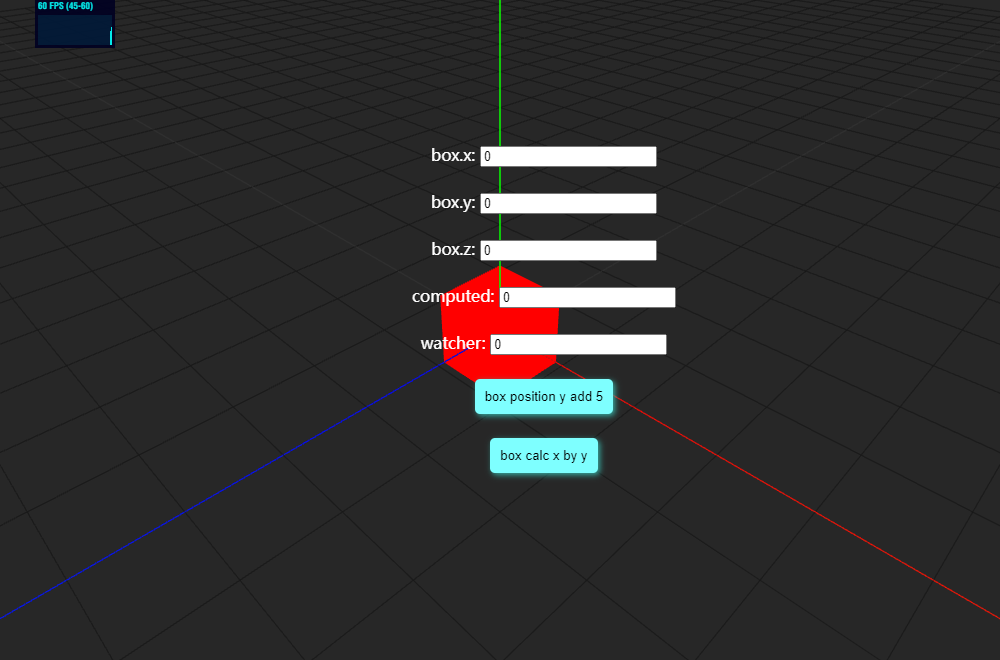 60 FPS (45-60)
box.x: 0
box.y: 0
box.z: 0
computed: 0
watcher: 0
box position y add 5
box calc x by y